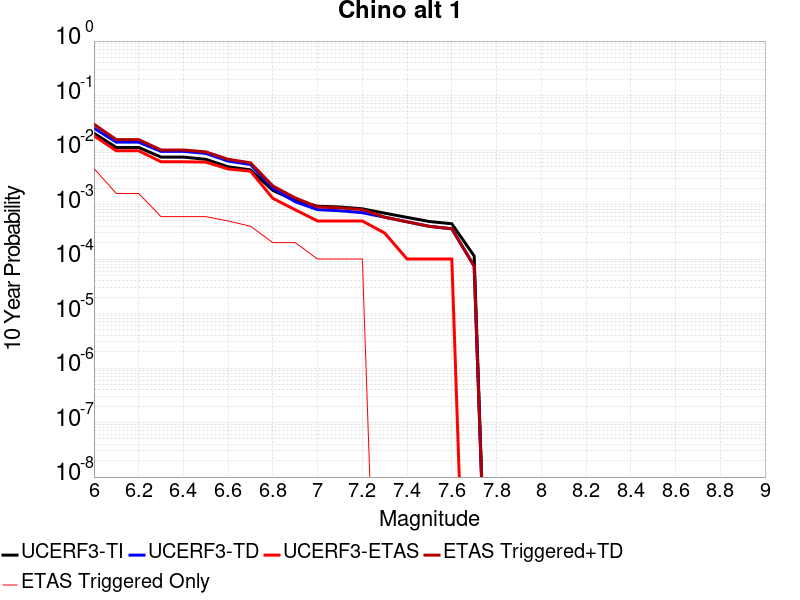 Chino alt 1
10 Year Probability
10^0
10^-1
10^-2
10^-3
10^-4
10^-5
10^-6
10^-7
10^-8
6 6.2 6.4 6.6 6.8 7 7.2 7.4 7.6 7.8 8 8.2 8.4 8.6 8.8 9
Magnitude
UCERF3-TI UCERF3-TD UCERF3-ETAS ETAS Triggered+TD
ETAS Triggered Only